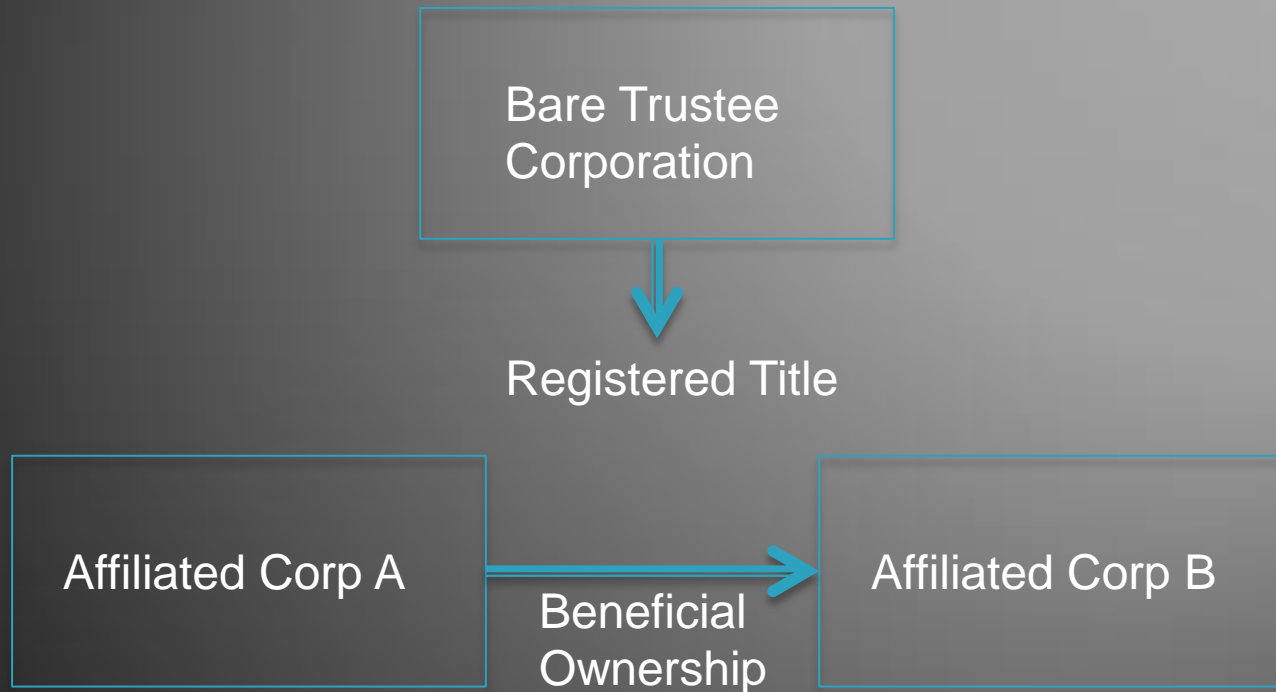 Bare Trustee
Corporation
Registered Title
Affiliated Corp A
Beneficial
Ownership
Affiliated Corp B